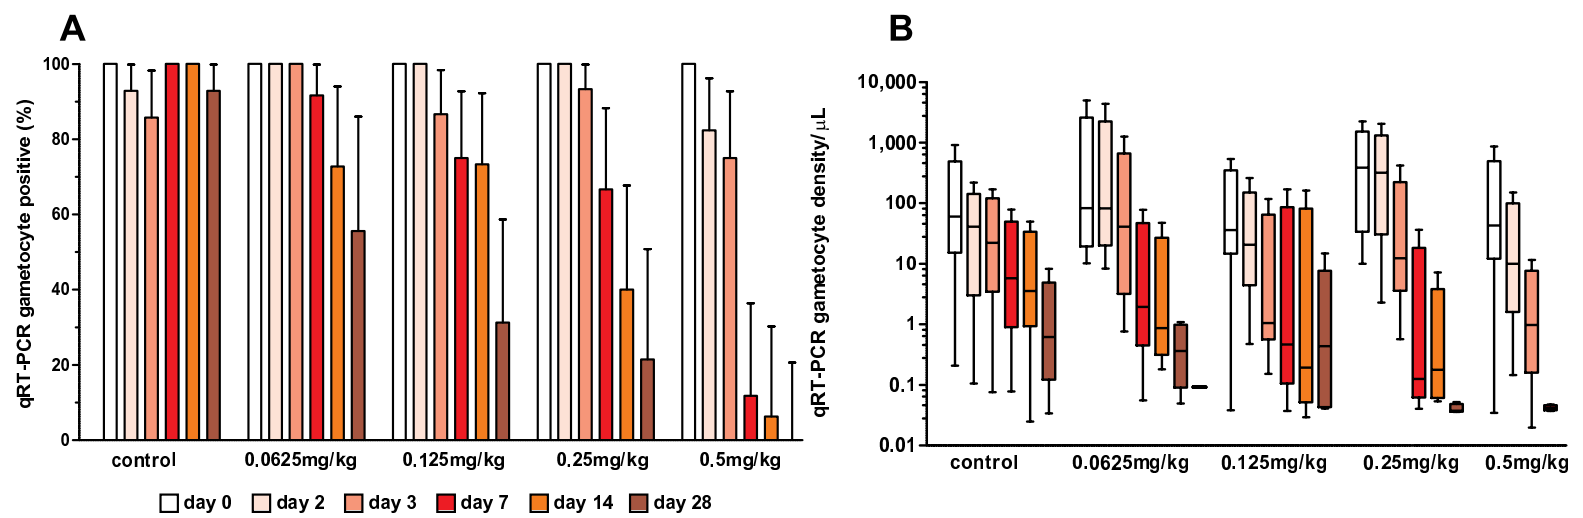 A
B
qRT-PCR gametocyte positive (%)
100
80
60
40
20
0
control
0.0625mg/kg
0.125mg/kg
0.25mg/kg
0.5mg/kg
qRT-PCR gametocyte density/μL
10,000
1,000
100
10
1
0.1
0.01
control
0.0625mg/kg
0.125mg/kg
0.25mg/kg
0.5mg/kg
day 0 day 2 day 3 day 7 day 14 day 28